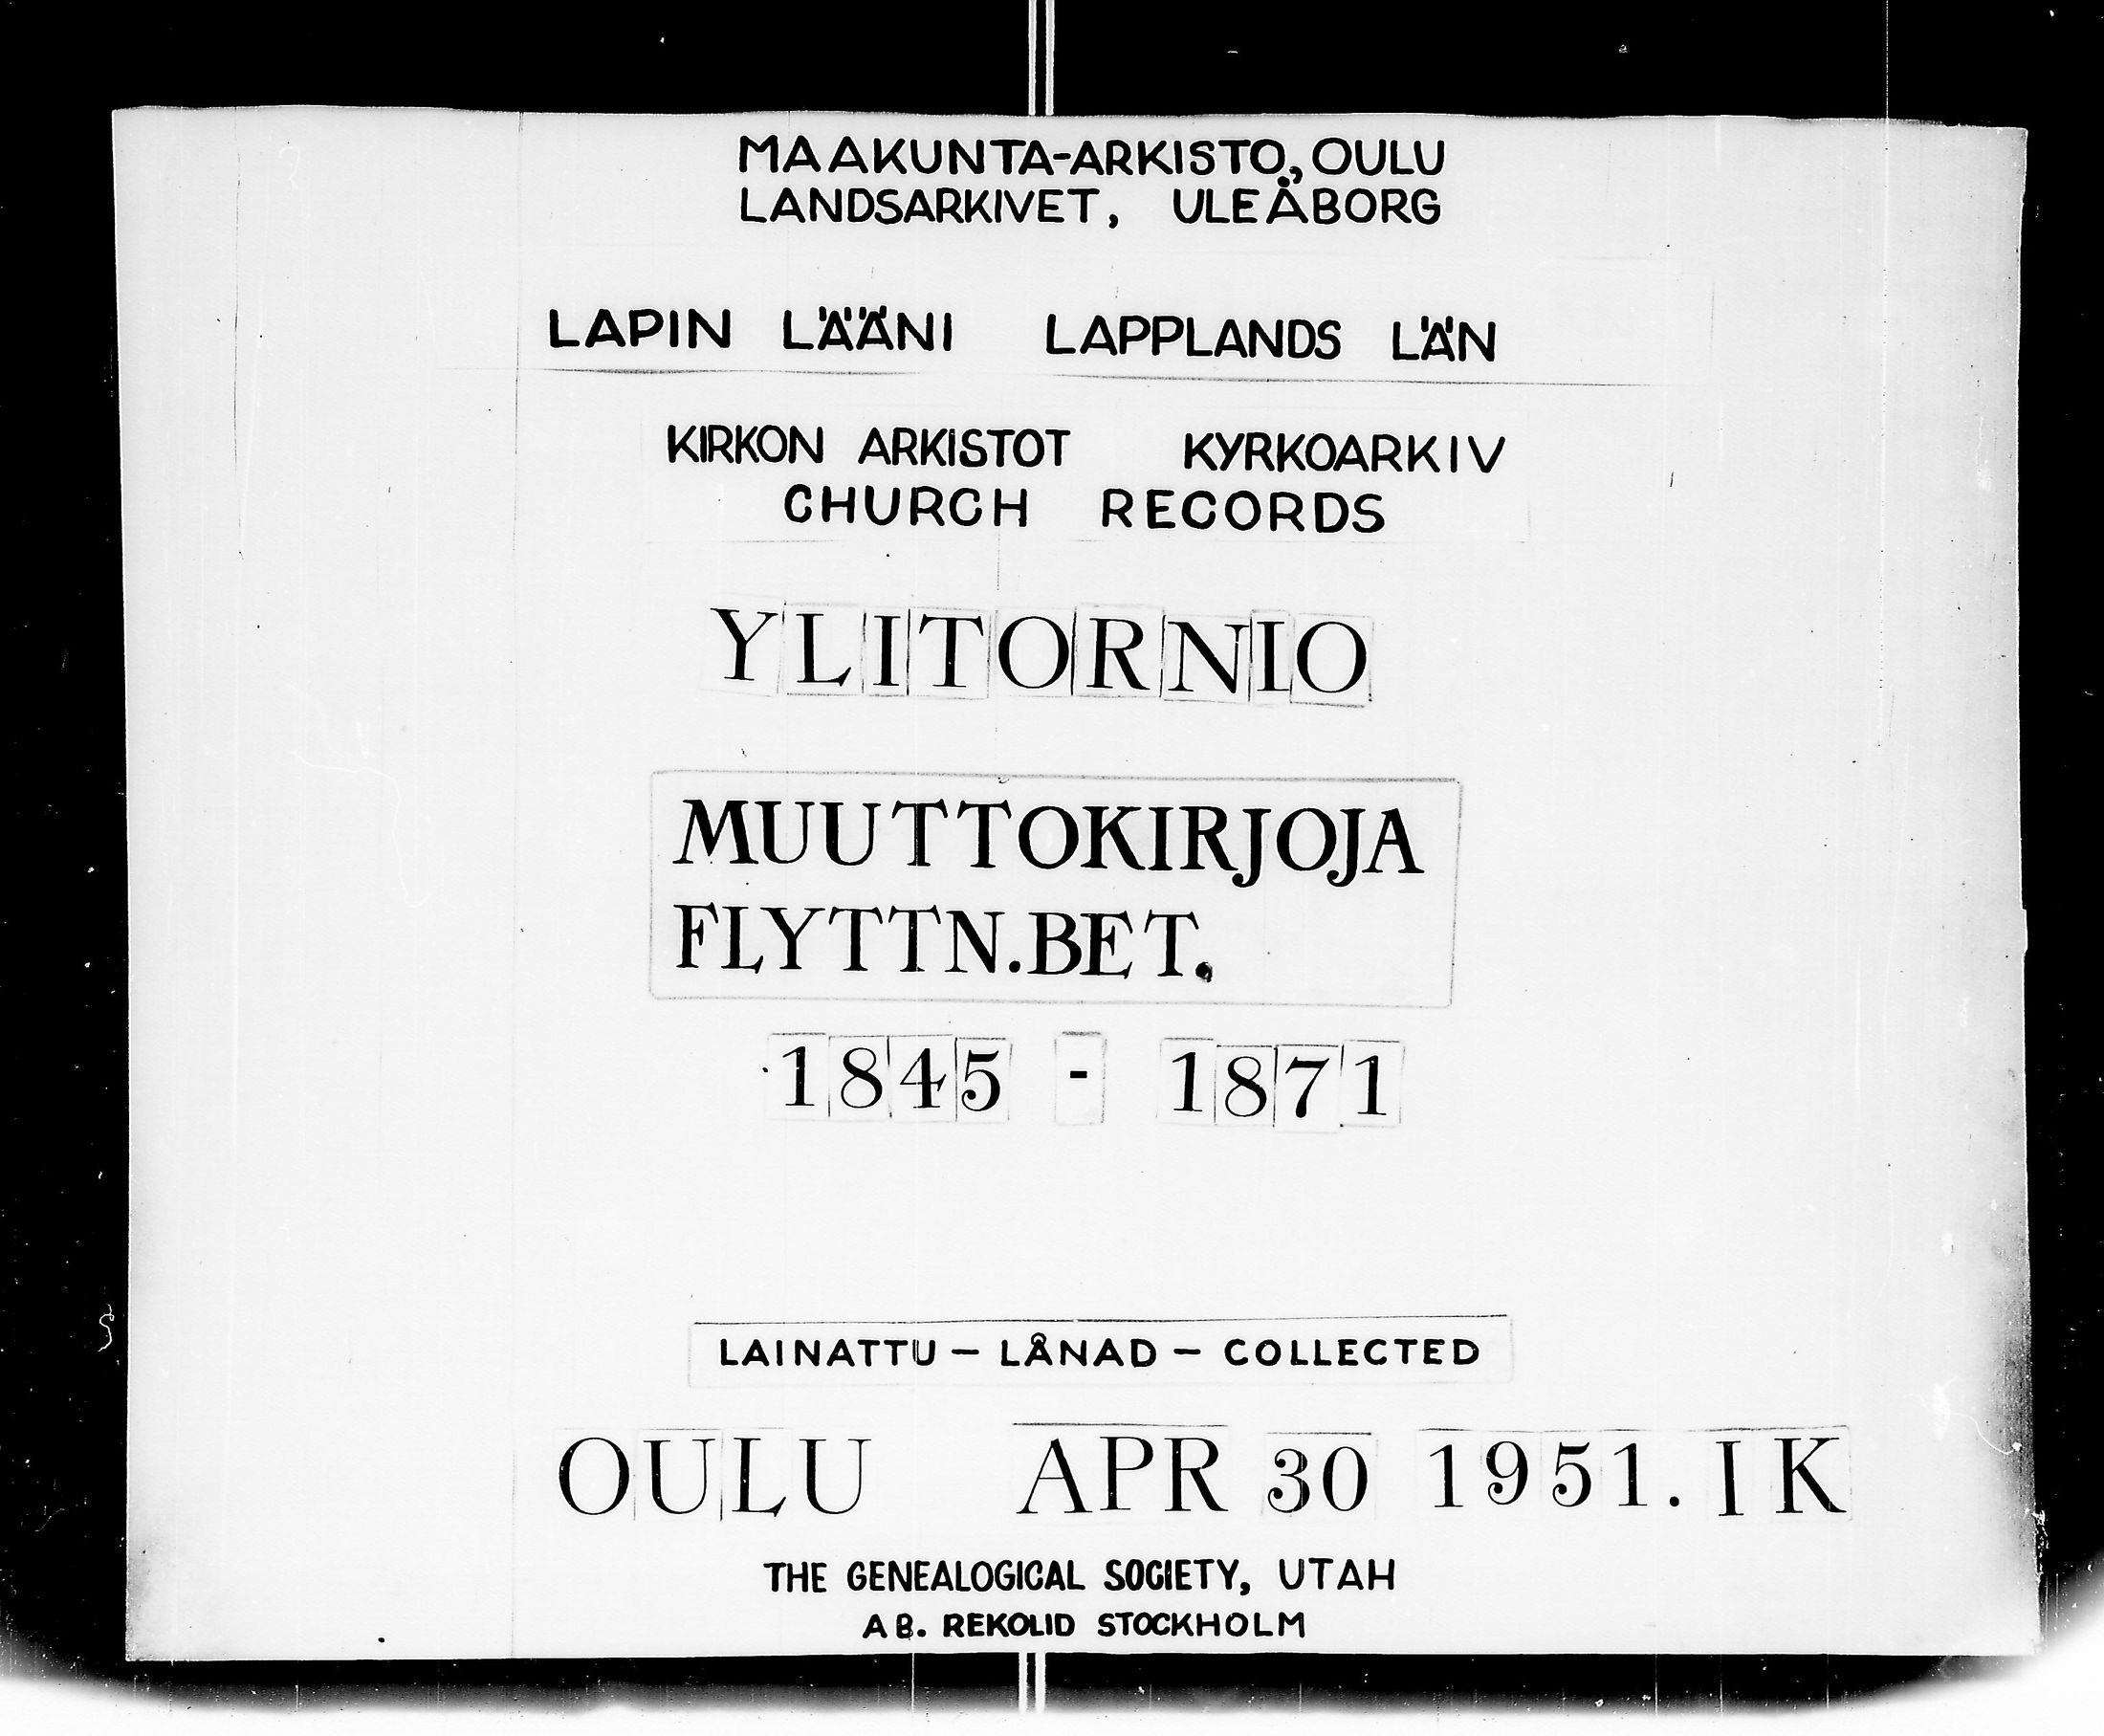 MAAKUNTA-ARKISTO, OULU
LANDSARKIVET, ULEÅBORG
LAPIN LÄÄNI LAPPLANDS LÄN
KIRKON ARKISTOT KYRKOARKIV
CHURCH RECORDS
YLITORNIO
MUUTTOKIRJOJA
FLYTTN.BET.
1845 - 1871
LAINATTU - LÅNAD - COLLECTED
OULU APR 30 1951. I K
THE GENEALOGICAL SOCIETY, UTAH
AB. REKOLID STOCKHOLM